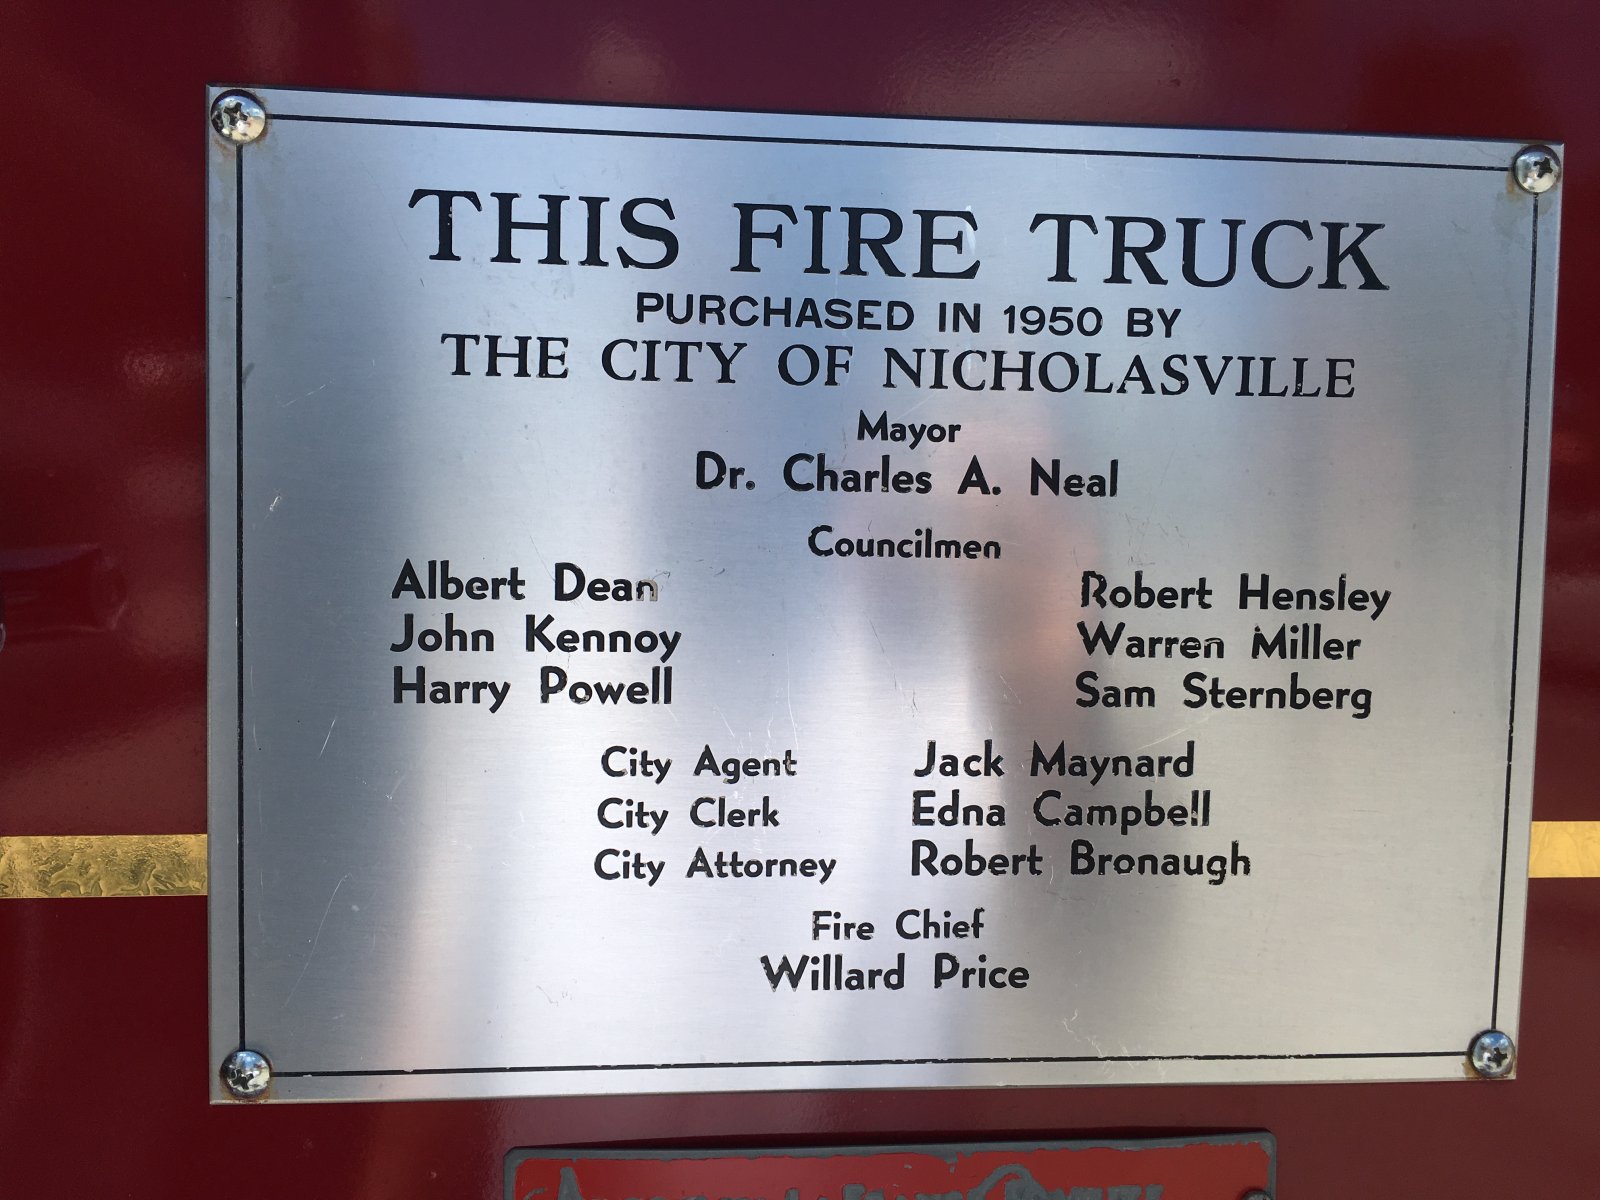 THIS FIRE TRUCK
PURCHASED IN 1950 BY
THE CITY OF NICHOLASVILLE
Mayor
Dr. Charles A. Neal
Councilmen
Albert Dean Robert Hensley
John Kennoy Warren Miller
Harry Powell Sam Sternberg
City Agent Jack Maynard
City Clerk Edna Campbell
City Attorney Robert Bronaugh
Fire Chief
Willard Price